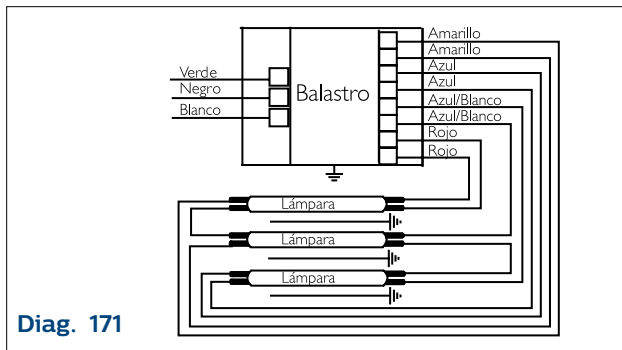 Amarillo
Amarillo
Azul
Azul
Azul/Blanco
Azul/Blanco
Rojo
Rojo
Verde
Negro
Blanco
Balastro
Lámpara
Lámpara
Lámpara
Diag. 171